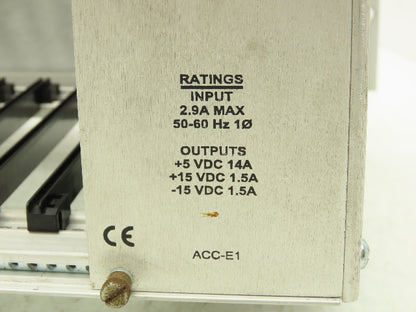 RATINGS
INPUT
2.9A MAX
50-60 Hz 1Ø
OUTPUTS
+5 VDC 14A
+15 VDC 1.5A
-15 VDC 1.5A
CE
ACC-E1